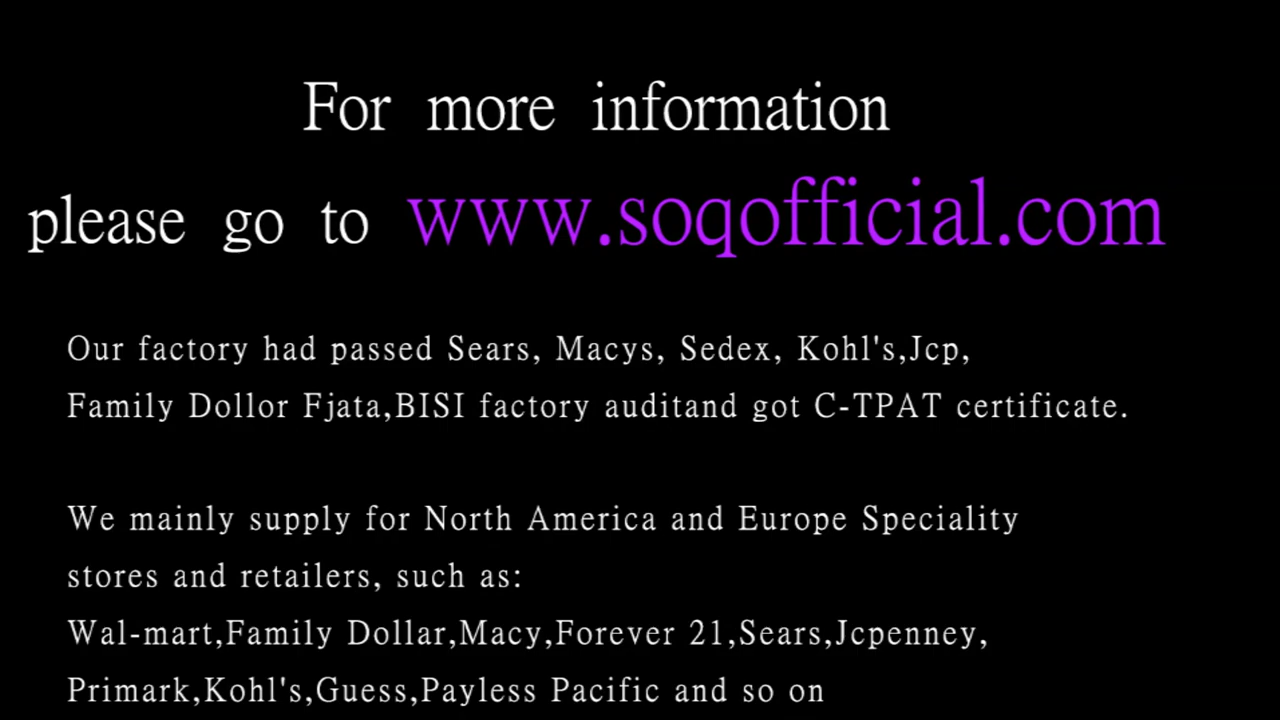 For more information
please go to www.soqofficial.com
Our factory had passed Sears, Macys, Sedex, Kohl's,Jcp,
Family Dollor Fjata,BISI factory auditand got C-TPAT certificate.
We mainly supply for North America and Europe Speciality
stores and retailers, such as:
Wal-mart,Family Dollar,Macy,Forever 21,Sears,Jcpenney,
Primark,Kohl's,Guess,Payless Pacific and so on